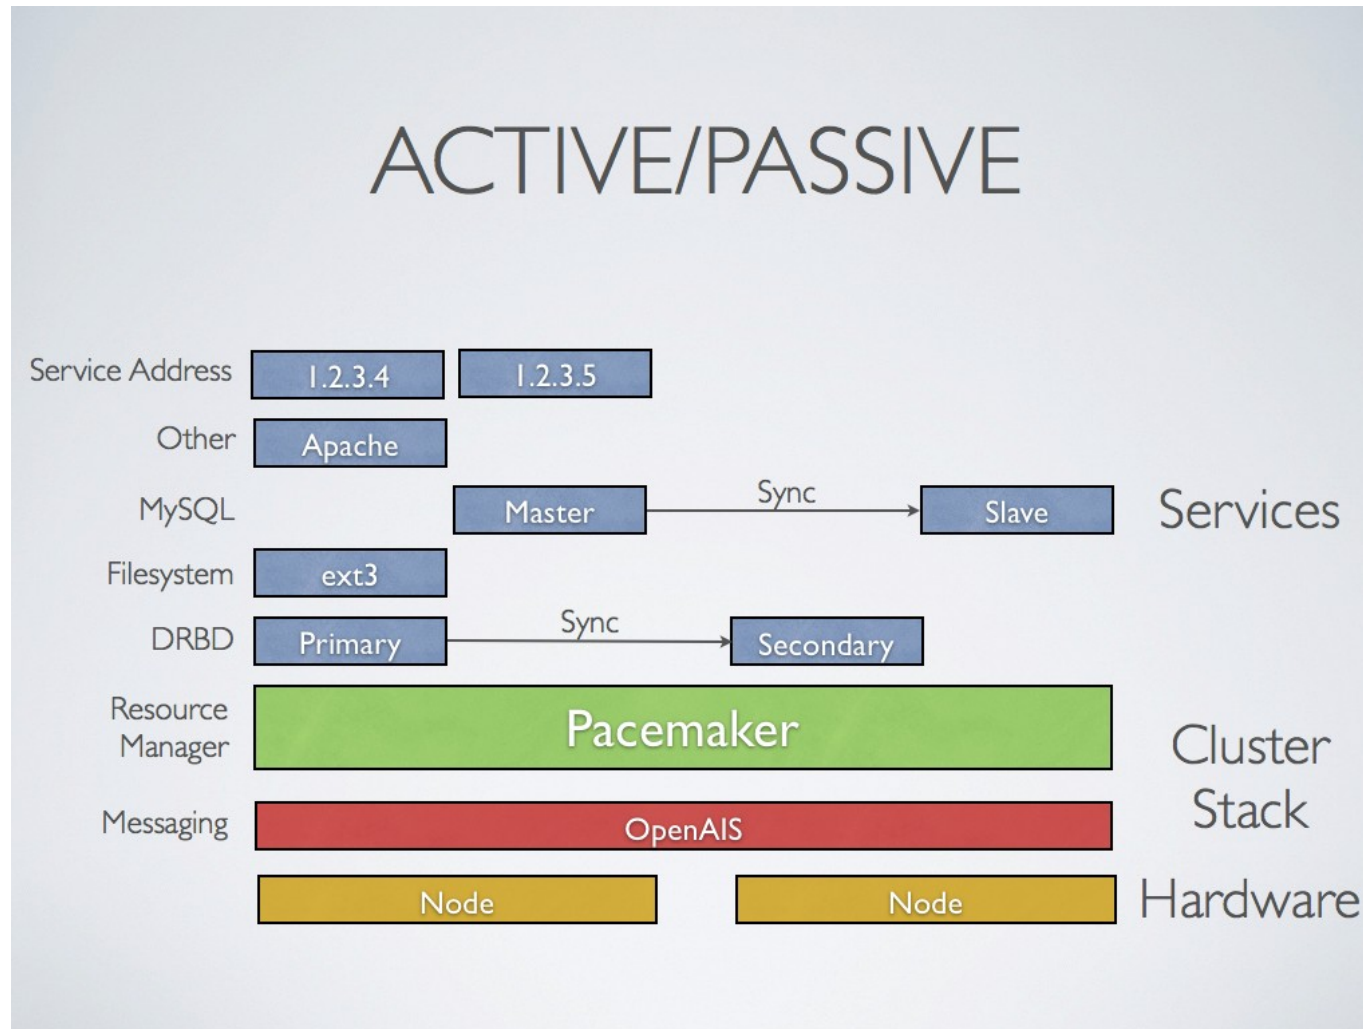 ACTIVE/PASSIVE
Service Address 1.2.3.4 1.2.3.5
Other Apache
MySQL Master Sync Slave Services
Filesystem ext3
DRBD Primary Sync Secondary
Resource
Manager Pacemaker
Cluster
Stack
Messaging OpenAIS
Node Node Hardware